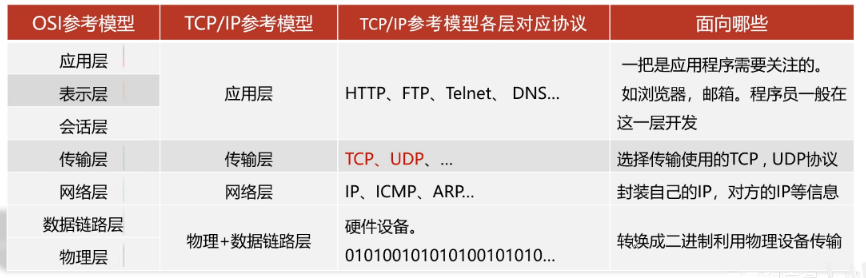 OSI参考模型 TCP/IP参考模型 TCP/IP参考模型各层对应协议 面向哪些
应用层
表示层
会话层
应用层
HTTP、FTP、Telnet、 DNS...
一把是应用程序需要关注的。
如浏览器，邮箱。程序员一般在
这一层开发
传输层 传输层 TCP、UDP、... 选择传输使用的TCP , UDP协议
网络层 网络层 IP、ICMP、ARP... 封装自己的IP，对方的IP等信息
数据链路层
物理层
物理+数据链路层
硬件设备。
010100101010100101010...
转换成二进制利用物理设备传输